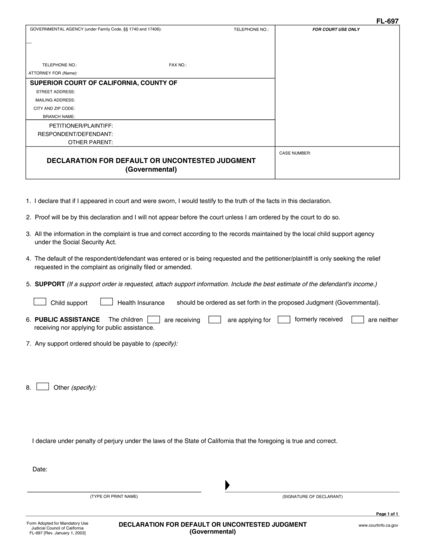 FL-697
GOVERNMENTAL AGENCY (under Family Code, §§ 1740 and 17406):
TELEPHONE NO.:
FOR COURT USE ONLY
TELEPHONE NO.:
FAX NO.:
ATTORNEY FOR (Name):
SUPERIOR COURT OF CALIFORNIA, COUNTY OF
STREET ADDRESS:
MAILING ADDRESS:
CITY AND ZIP CODE:
BRANCH NAME:
PETITIONER/PLAINTIFF:
RESPONDENT/DEFENDANT:
OTHER PARENT:
DECLARATION FOR DEFAULT OR UNCONTESTED JUDGMENT
(Governmental)
CASE NUMBER:
1. I declare that if I appeared in court and were sworn, I would testify to the truth of the facts in this declaration.
2. Proof will be by this declaration and I will not appear before the court unless I am ordered by the court to do so.
3. All the information in the complaint is true and correct according to the records maintained by the local child support agency
under the Social Security Act.
4. The default of the respondent/defendant was entered or is being requested and the petitioner/plaintiff is only seeking the relief
requested in the complaint as originally filed or amended.
5. SUPPORT (If a support order is requested, attach support information. Include the best estimate of the defendant's income.)
Child support Health Insurance should be ordered as set forth in the proposed Judgment (Governmental).
6. PUBLIC ASSISTANCE The children are receiving are applying for formerly received are neither
receiving nor applying for public assistance.
7. Any support ordered should be payable to (specify):
8. Other (specify):
I declare under penalty of perjury under the laws of the State of California that the foregoing is true and correct.
Date:
(TYPE OR PRINT NAME)
(SIGNATURE OF DECLARANT)
Page 1 of 1
Form Adopted for Mandatory Use
Judicial Council of California
FL-697 [Rev. January 1, 2003]
DECLARATION FOR DEFAULT OR UNCONTESTED JUDGMENT
(Governmental)
www.courtinfo.ca.gov